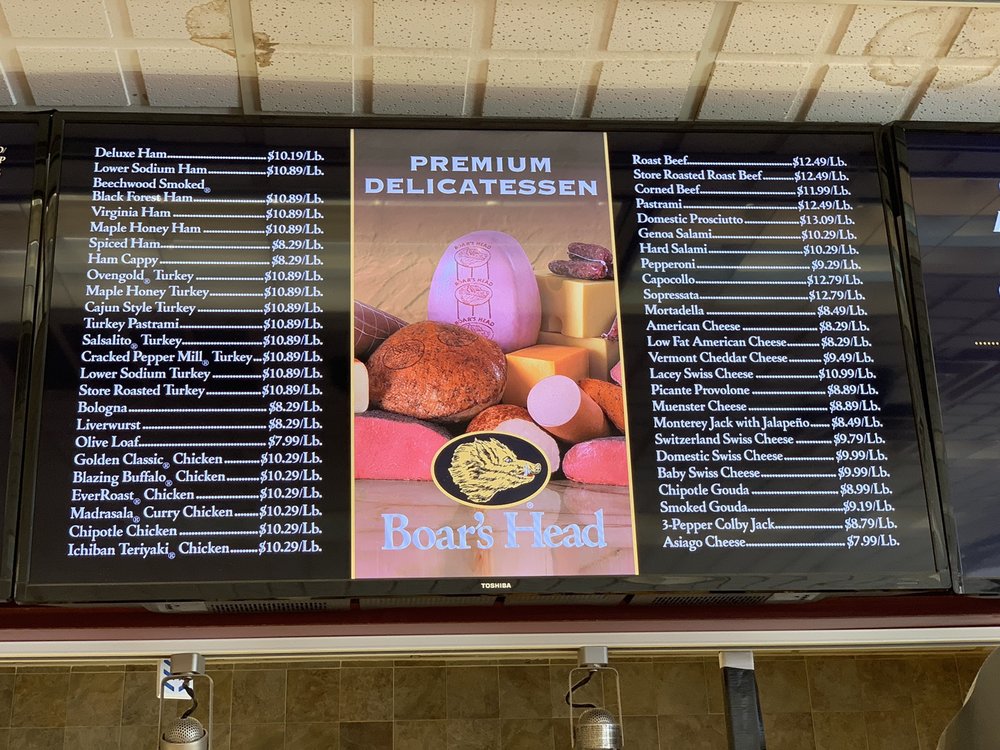 Deluxe Ham $10.19/Lb.
Lower Sodium Ham $10.89/Lb.
Beechwood Smoked®
Black Forest Ham $10.89/Lb.
Virginia Ham $10.89/Lb.
Maple Honey Ham $10.89/Lb.
Spiced Ham $8.29/Lb.
Ham Cappy $8.29/Lb.
Ovengold® Turkey $10.89/Lb.
Maple Honey Turkey $10.89/Lb.
Cajun Style Turkey $10.89/Lb.
Turkey Pastrami $10.89/Lb.
Salsalito® Turkey $10.89/Lb.
Cracked Pepper Mill® Turkey $10.89/Lb.
Lower Sodium Turkey $10.89/Lb.
Store Roasted Turkey $10.89/Lb.
Bologna $8.29/Lb.
Liverwurst $8.29/Lb.
Olive Loaf $7.99/Lb.
Golden Classic® Chicken $10.29/Lb.
Blazing Buffalo® Chicken $10.29/Lb.
EverRoast® Chicken $10.29/Lb.
Madrasala® Curry Chicken $10.29/Lb.
Chipotle Chicken $10.29/Lb.
Ichiban Teriyaki® Chicken $10.29/Lb.
PREMIUM
DELICATESSEN
BOAR'S HEAD
BOAR'S HEAD
BOAR'S HEAD
Boar's Head
Roast Beef $12.49/Lb.
Store Roasted Roast Beef $12.49/Lb.
Corned Beef $11.99/Lb.
Pastrami $12.49/Lb.
Domestic Prosciutto $13.09/Lb.
Genoa Salami $10.29/Lb.
Hard Salami $10.29/Lb.
Pepperoni $9.29/Lb.
Capocollo $12.79/Lb.
Sopressata $12.79/Lb.
Mortadella $8.49/Lb.
American Cheese $8.29/Lb.
Low Fat American Cheese $8.29/Lb.
Vermont Cheddar Cheese $9.49/Lb.
Lacey Swiss Cheese $10.99/Lb.
Picante Provolone $8.89/Lb.
Muenster Cheese $8.89/Lb.
Monterey Jack with Jalapeño $8.49/Lb.
Switzerland Swiss Cheese $9.79/Lb.
Domestic Swiss Cheese $9.99/Lb.
Baby Swiss Cheese $9.99/Lb.
Chipotle Gouda $8.99/Lb.
Smoked Gouda $9.19/Lb.
3-Pepper Colby Jack $8.79/Lb.
Asiago Cheese $7.99/Lb.
TOSHIBA